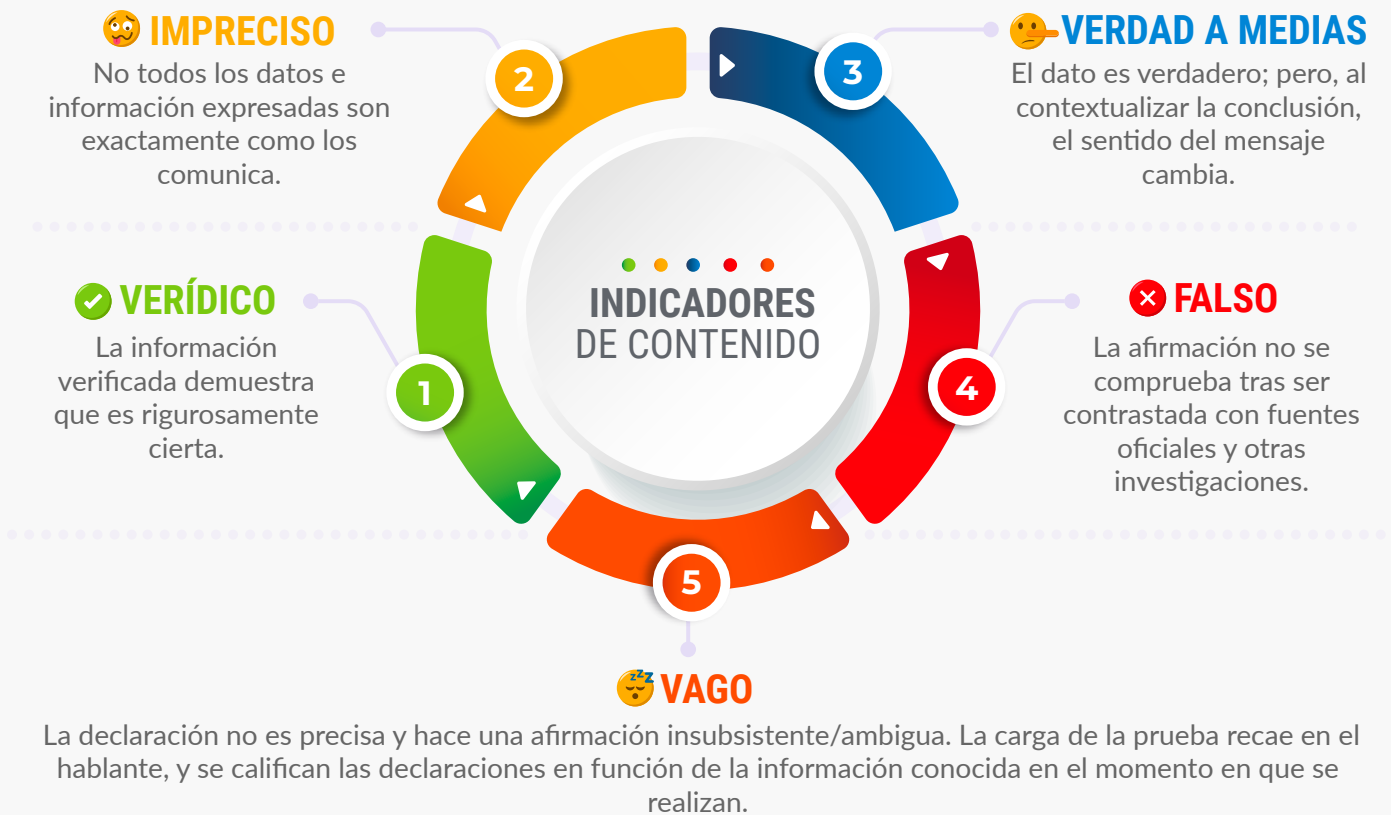 IMPRECISO
No todos los datos e
información expresadas son
exactamente como los
comunica.
2
3
VERDAD A MEDIAS
El dato es verdadero; pero, al
contextualizar la conclusión,
el sentido del mensaje
cambia.
INDICADORES
DE CONTENIDO
VERÍDICO
La información
verificada demuestra
que es rigurosamente
cierta.
1
4
FALSO
La afirmación no se
comprueba tras ser
contrastada con fuentes
oficiales y otras
investigaciones.
5
zzZ
VAGO
La declaración no es precisa y hace una afirmación insubsistente/ambigua. La carga de la prueba recae en el
hablante, y se califican las declaraciones en función de la información conocida en el momento en que se
realizan.